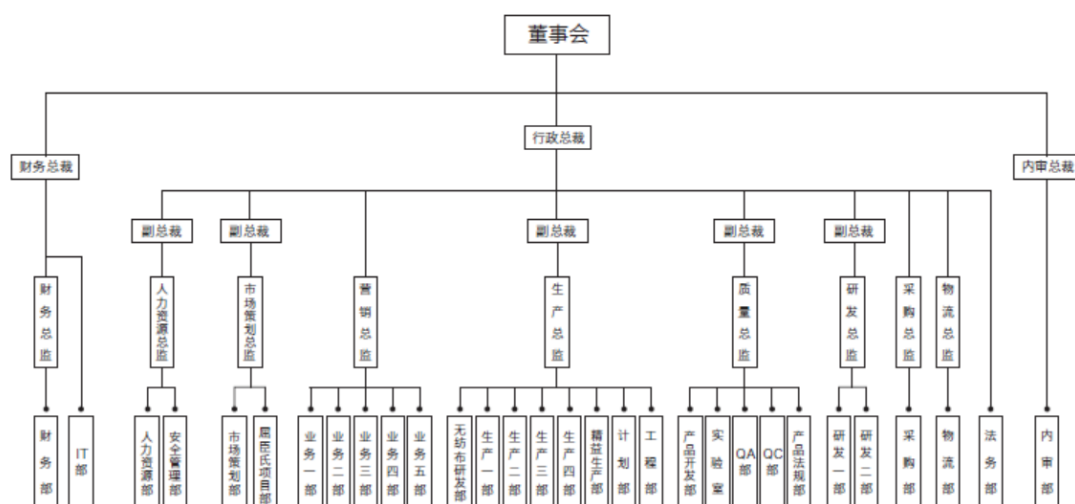 董事会
行政总裁
财务总裁
内审总裁
副总裁
副总裁
副总裁
副总裁
副总裁
财务总监
人力资源总监
市场策划总监
营销总监
生产总监
质量总监
研发总监
采购总监
物流总监
财务部
IT部
人力资源部
安全管理部
市场策划部
屈臣氏项目部
业务一部
业务二部
业务三部
业务四部
业务五部
无纺布研发部
生产一部
生产二部
生产三部
生产四部
精益生产部
计划部
工程部
产品开发部
实验室
QA部
QC部
产品法规部
研发一部
研发二部
采购部
物流部
法务部
内审部